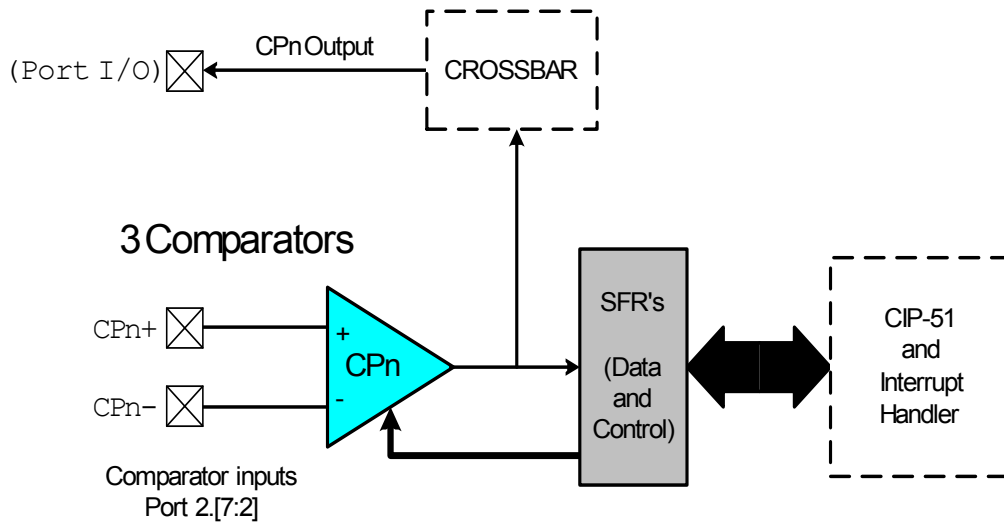 CPn Output
(Port I/O)
CROSSBAR
3 Comparators
CPn+
CPn-
+
CPn
-
Comparator inputs
Port 2.[7:2]
SFR's
(Data
and
Control)
CIP-51
and
Interrupt
Handler